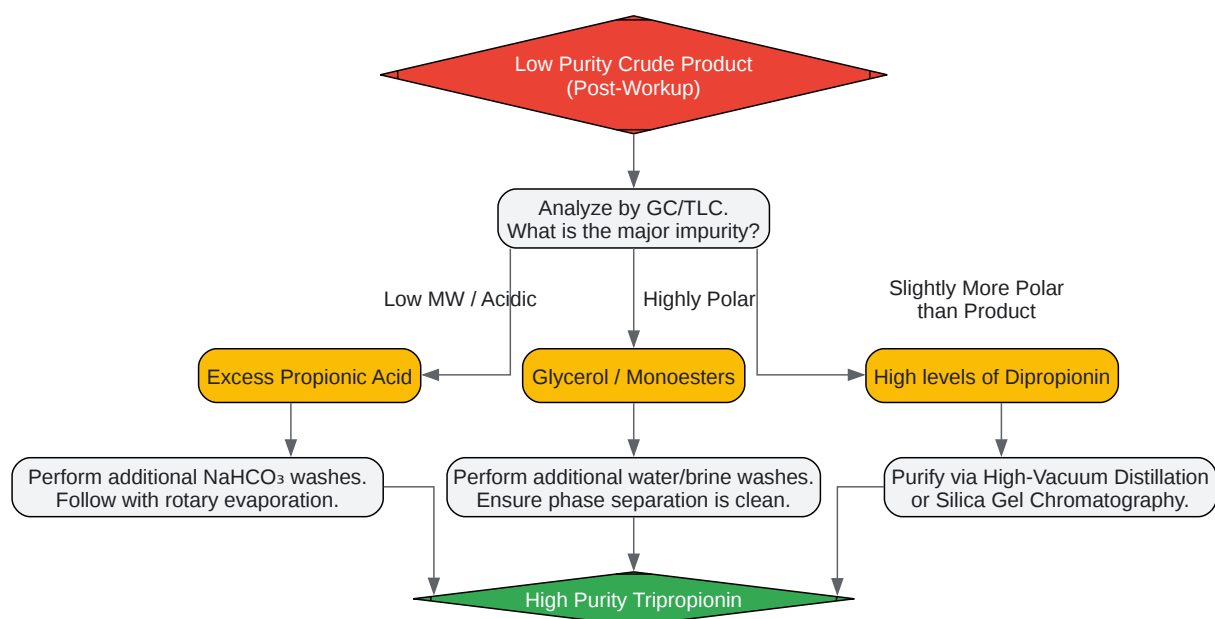 Low Purity Crude Product
(Post-Workup)
Analyze by GC/TLC.
What is the major impurity?
Low MW / Acidic
Highly Polar
Slightly More Polar
than Product
Excess Propionic Acid
Glycerol / Monoesters
High levels of Dipropionin
Perform additional NaHCO₃ washes.
Follow with rotary evaporation.
Perform additional water/brine washes.
Ensure phase separation is clean.
Purify via High-Vacuum Distillation
or Silica Gel Chromatography.
High Purity Tripropionin